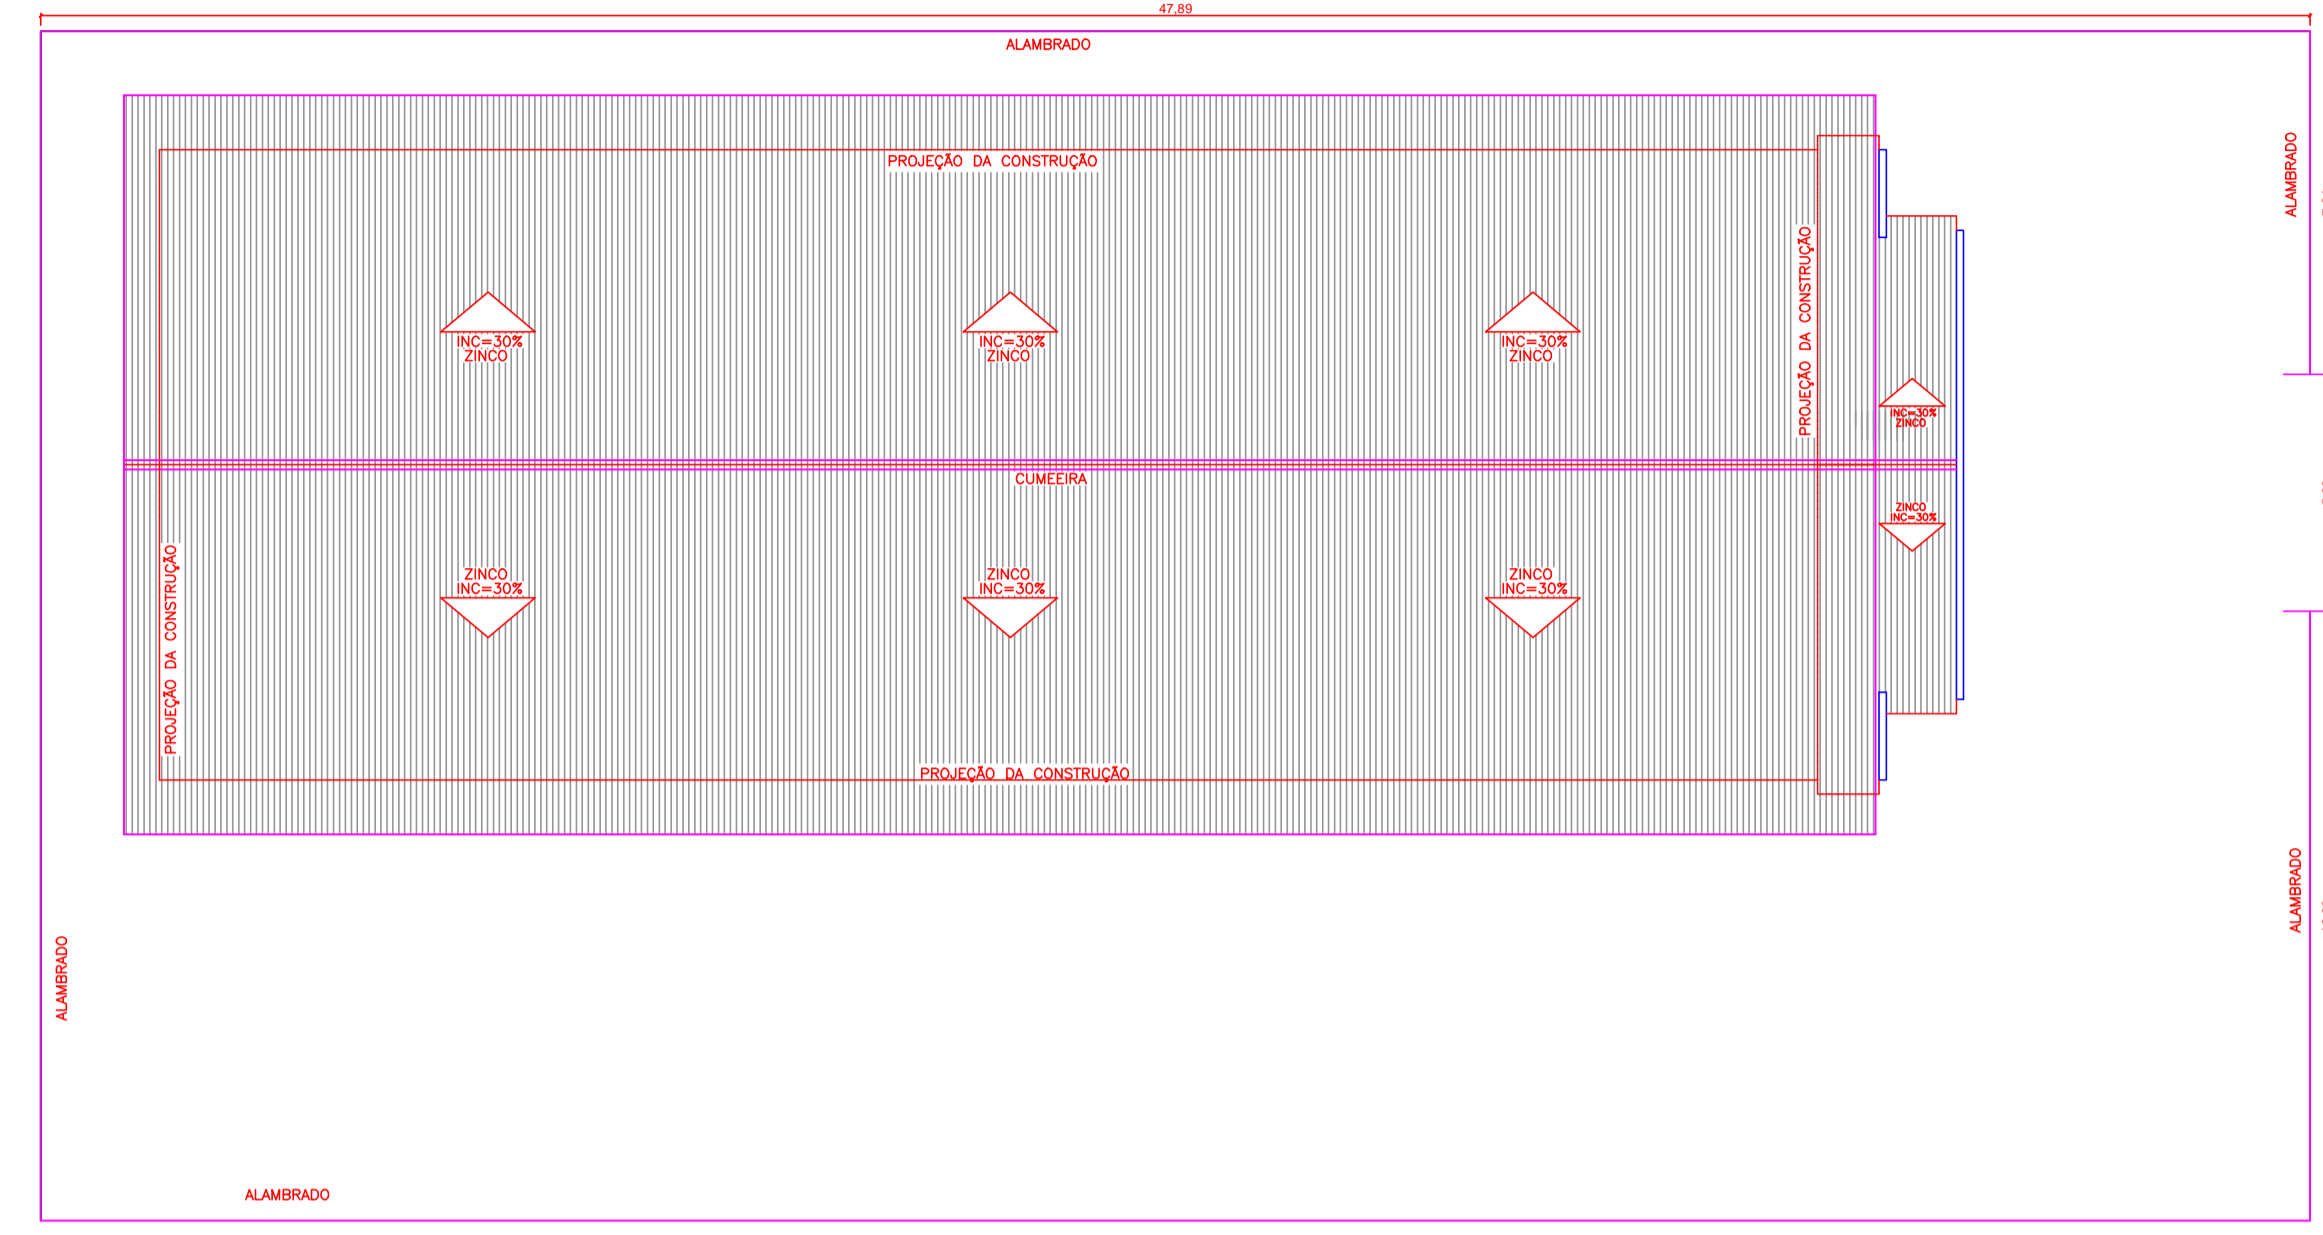 47,89
ALAMBRADO
ALAMBRADO
PROJEÇÃO DA CONSTRUÇÃO
PROJEÇÃO DA CONSTRUÇÃO
INC=30%
ZINCO
INC=30%
ZINCO
INC=30%
ZINCO
INC=30%
ZINCO
CUMEEIRA
ZINCO
INC=30%
ZINCO
INC=30%
ZINCO
INC=30%
ZINCO
INC=30%
PROJEÇÃO DA CONSTRUÇÃO
PROJEÇÃO DA CONSTRUÇÃO
ALAMBRADO
ALAMBRADO
ALAMBRADO